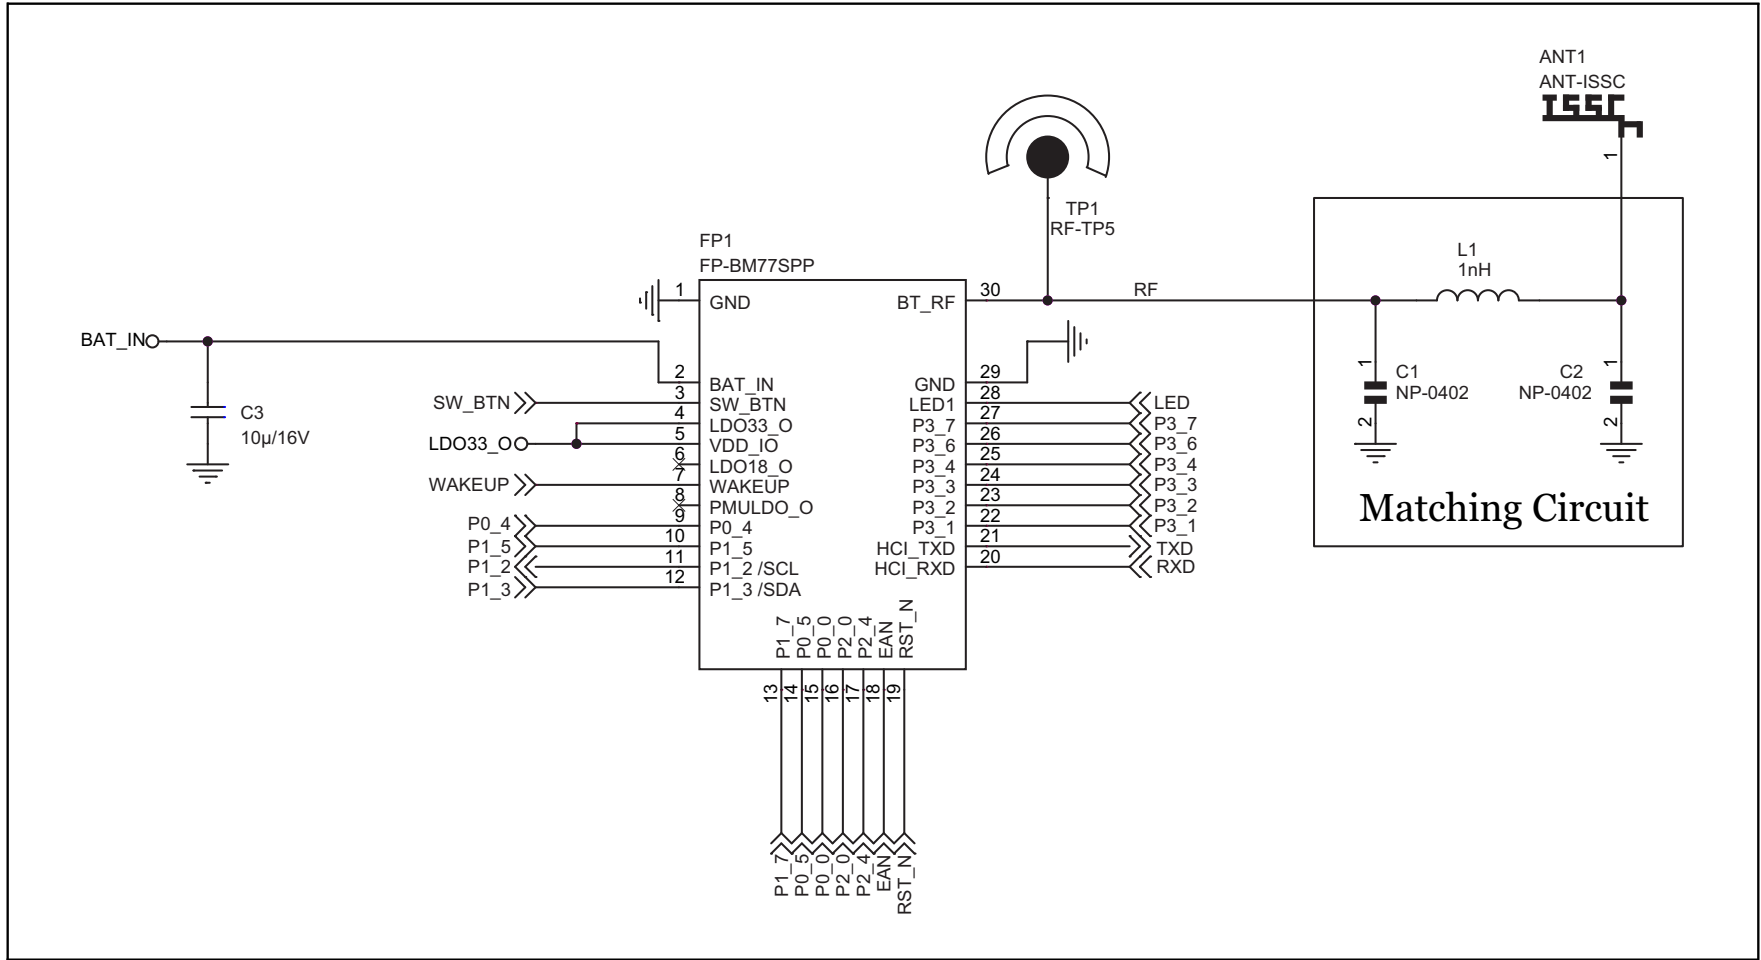 ANT1
ANT-ISSC
ISSC
1
TP1
RF-TP5
FP1
FP-BM77SPP
L1
1nH
1 GND
BT_RF 30
RF
BAT_IN
2 BAT_IN
GND 29
3 SW_BTN
LED1 28
SW_BTN
LED
4 LDO33_O
P3_7 27
P3_7
LDO33_O
5 VDD_IO
P3_6 26
P3_6
6 LDO18_O
P3_4 25
P3_4
WAKEUP
7 WAKEUP
P3_3 24
P3_3
8 PMULDO_O
P3_2 23
P3_2
P0_4
9 P0_4
P3_1 22
P3_1
P1_5
10 P1_5
HCI_TXD 21
TXD
P1_2
11 P1_2 /SCL
HCI_RXD 20
RXD
P1_3
12 P1_3 /SDA
C3
10µ/16V
1
C1
NP-0402
2
1
C2
NP-0402
2
Matching Circuit
P1_7
P0_5
P0_0
P2_0
P2_4
EAN
RST_N
13
14
15
16
17
18
19
P1_7
P0_5
P0_0
P2_0
P2_4
EAN
RST_N